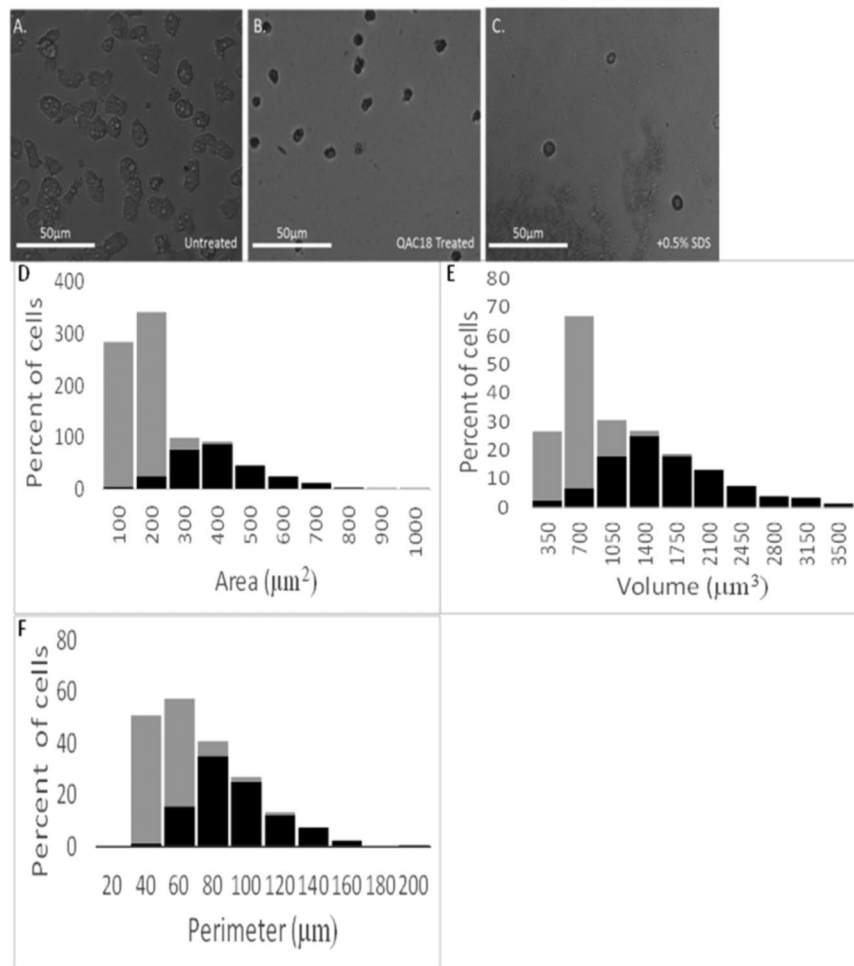 A.
50μm
Untreated
B.
50μm
QAC18 Treated
C.
50μm
+0.5% SDS
D
Percent of cells
400
300
200
100
0
100 200 300 400 500 600 700 800 900 1000
Area (μm²)
E
Percent of cells
80
70
60
50
40
30
20
10
0
350 700 1050 1400 1750 2100 2450 2800 3150 3500
Volume (μm³)
F
Percent of cells
80
60
40
20
0
20 40 60 80 100 120 140 160 180 200
Perimeter (μm)